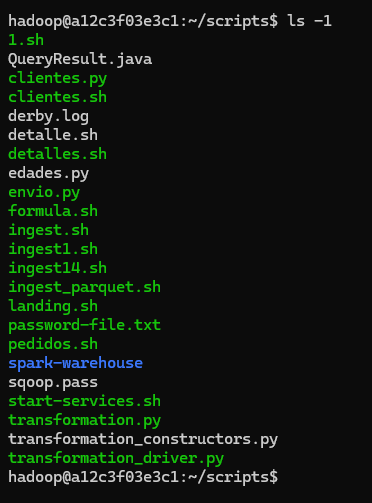 hadoop@a12c3f03e3c1:~/scripts$ ls -1
1.sh
QueryResult.java
clientes.py
clientes.sh
derby.log
detalle.sh
detalles.sh
edades.py
envio.py
formula.sh
ingest.sh
ingest1.sh
ingest14.sh
ingest_parquet.sh
landing.sh
password-file.txt
pedidos.sh
spark-warehouse
sqoop.pass
start-services.sh
transformation.py
transformation_constructors.py
transformation_driver.py
hadoop@a12c3f03e3c1:~/scripts$